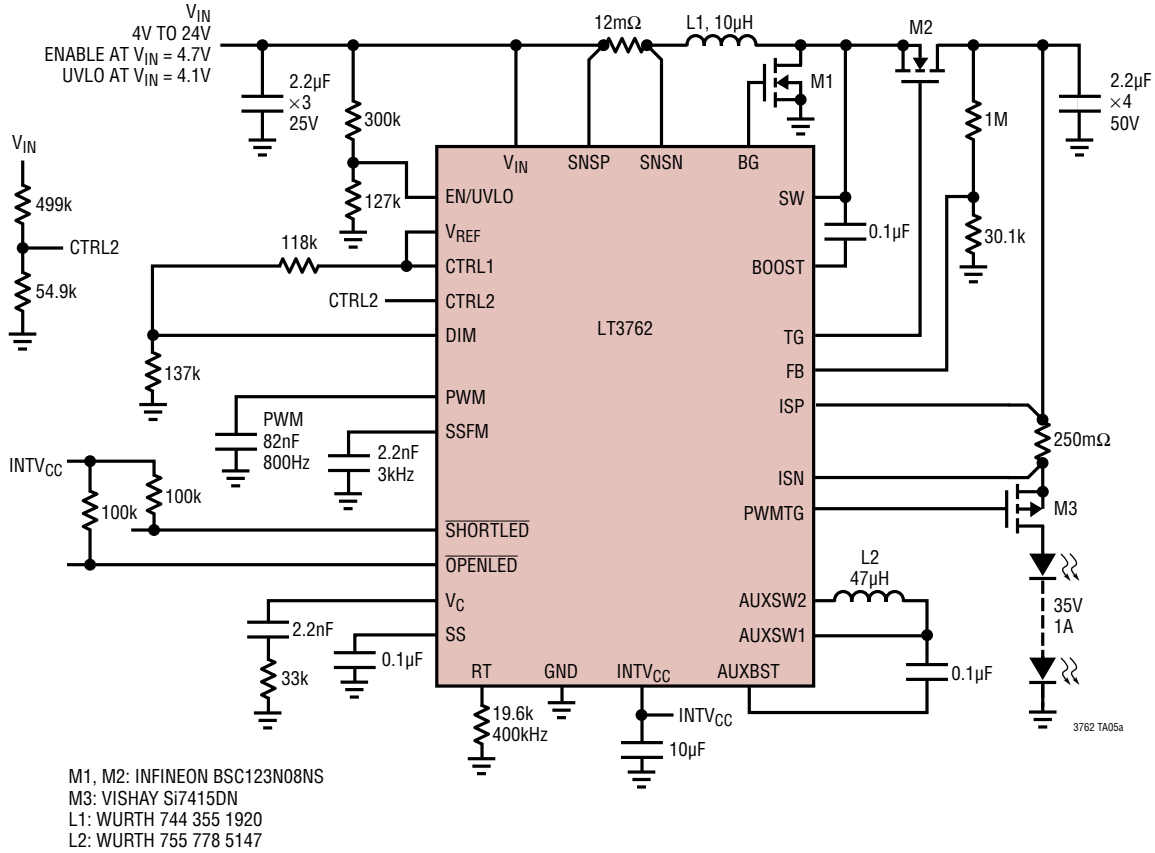 V_IN
4V TO 24V
ENABLE AT V_IN = 4.7V
UVLO AT V_IN = 4.1V
12mΩ
L1, 10µH
M2
2.2µF
×3
25V
300k
M1
1M
2.2µF
×4
50V
V_IN
499k
CTRL2
54.9k
127k
V_IN
SNSP
SNSN
BG
EN/UVLO
V_REF
CTRL1
CTRL2
DIM
PWM
SSFM
SHORTLED
OPENLED
V_C
SS
RT
GND
INTV_CC
AUXBST
LT3762
SW
BOOST
TG
FB
ISP
ISN
PWMTG
AUXSW2
AUXSW1
118k
CTRL2
137k
PWM
82nF
800Hz
2.2nF
3kHz
INTV_CC
100k
100k
2.2nF
33k
0.1µF
19.6k
400kHz
INTV_CC
10µF
0.1µF
30.1k
250mΩ
M3
L2
47µH
0.1µF
35V
1A
3762 TA05a
M1, M2: INFINEON BSC123N08NS
M3: VISHAY Si7415DN
L1: WURTH 744 355 1920
L2: WURTH 755 778 5147